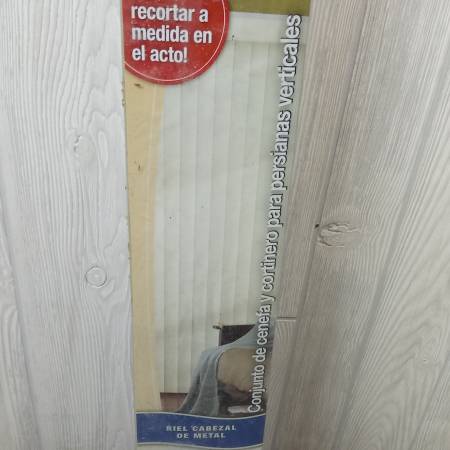 recortar a
medida en
el acto!
Conjunto de cenefa y cortinero para persianas verticales
RIEL CABEZAL
DE METAL